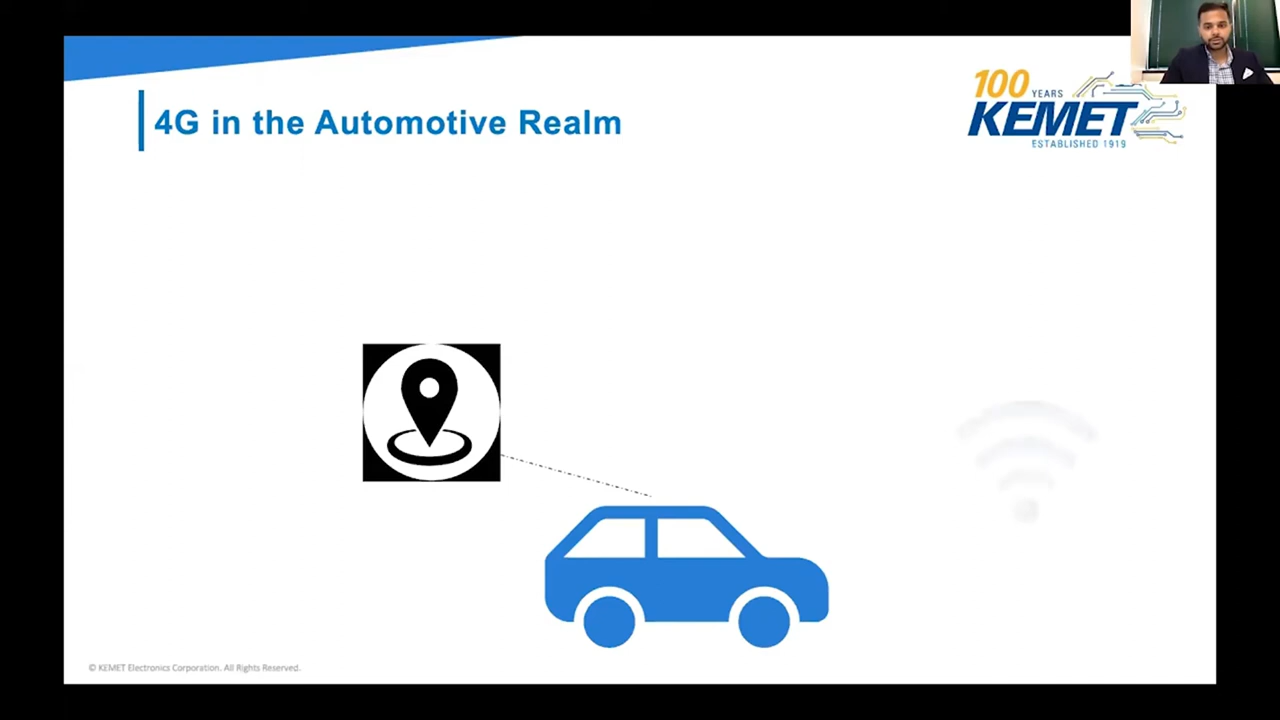 4G in the Automotive Realm
100 YEARS
KEMET
ESTABLISHED 1919
© KEMET Electronics Corporation. All Rights Reserved.